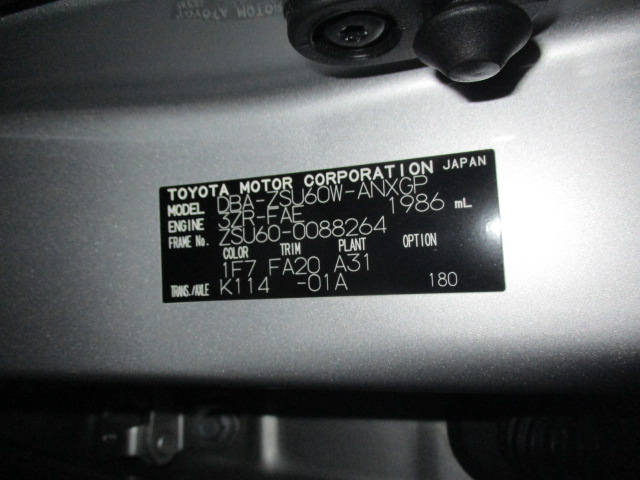 TOYOTA MOTOR CORPORATION JAPAN
MODEL DBA-ZSU60W-ANXGP
ENGINE 3ZR-FAE 1986 mL
FRAME No. ZSU60-0088264
COLOR TRIM PLANT OPTION
1F7 FA20 A31
TRANS./AXLE K114 -01A 180